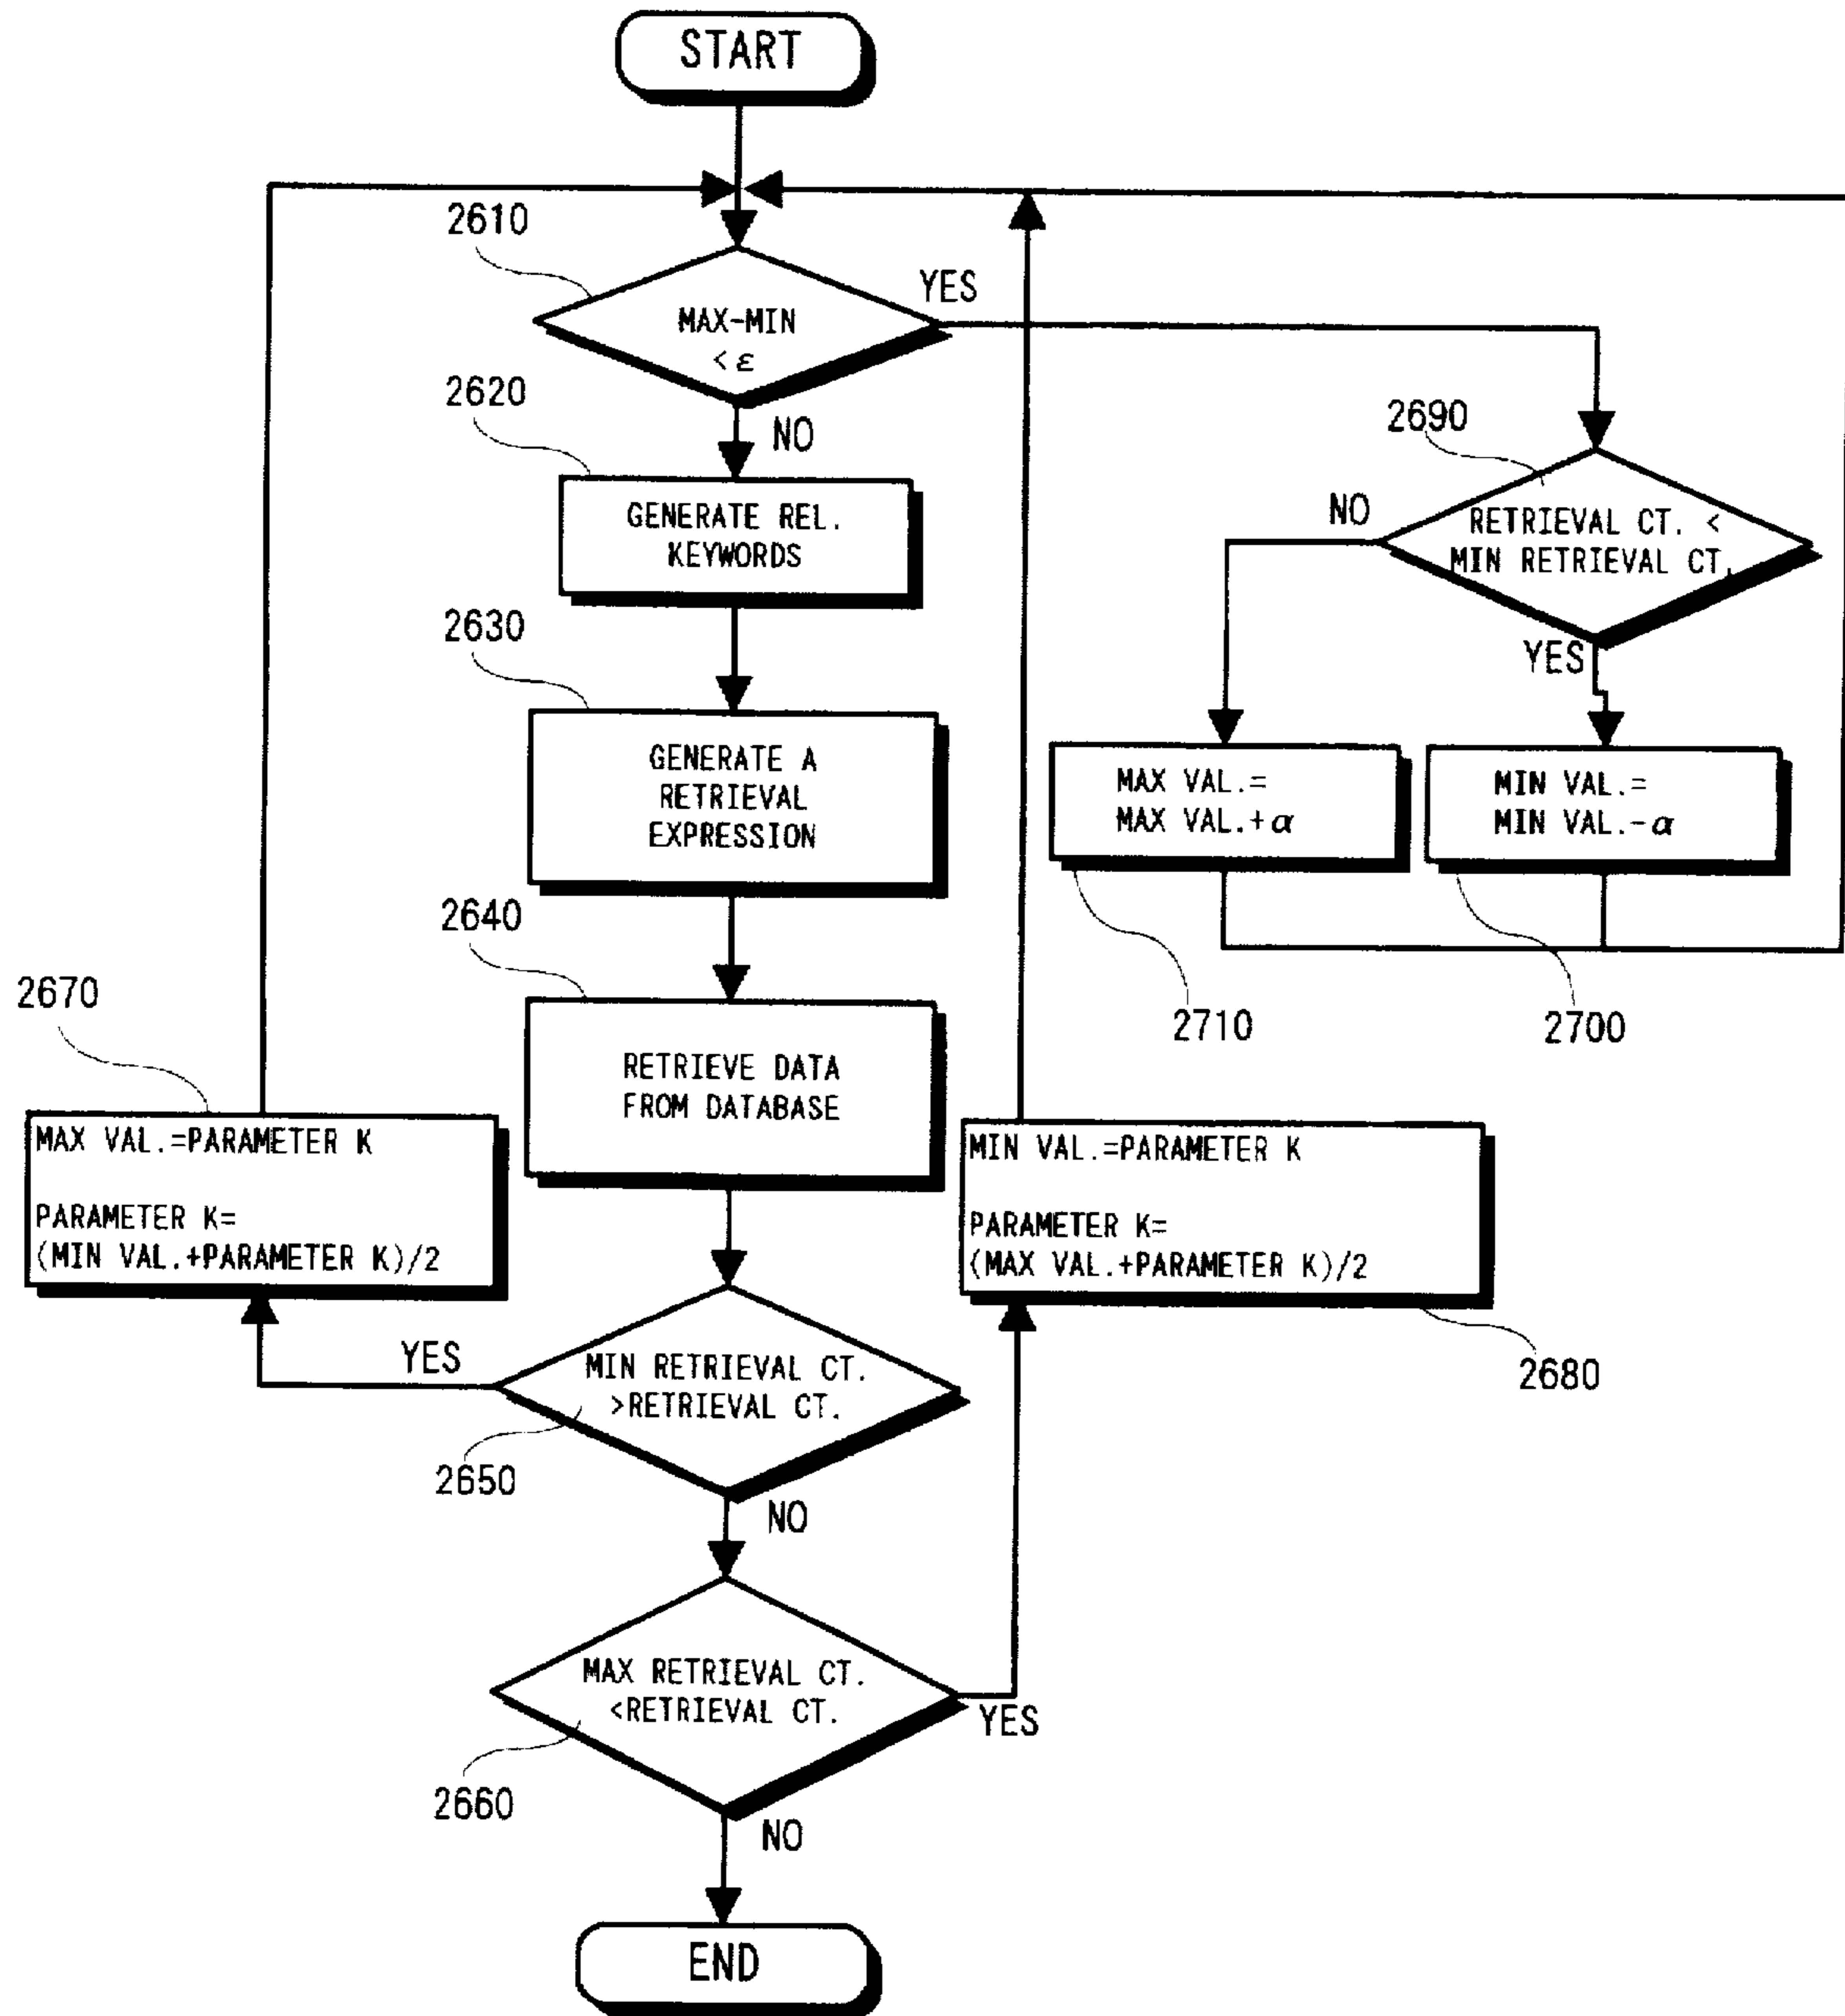 START
2610
YES
MAX-MIN
<ε
2620
NO
2690
GENERATE REL.
KEYWORDS
NO
RETRIEVAL CT. <
MIN RETRIEVAL CT.
2630
YES
GENERATE A
RETRIEVAL
EXPRESSION
MAX VAL.=
MAX VAL.+α
MIN VAL.=
MIN VAL.-α
2640
2670
2710
2700
RETRIEVE DATA
FROM DATABASE
MAX VAL.=PARAMETER K
PARAMETER K=
(MIN VAL.+PARAMETER K)/2
MIN VAL.=PARAMETER K
PARAMETER K=
(MAX VAL.+PARAMETER K)/2
YES
MIN RETRIEVAL CT.
>RETRIEVAL CT.
2680
2650
NO
MAX RETRIEVAL CT.
<RETRIEVAL CT.
YES
2660
NO
END